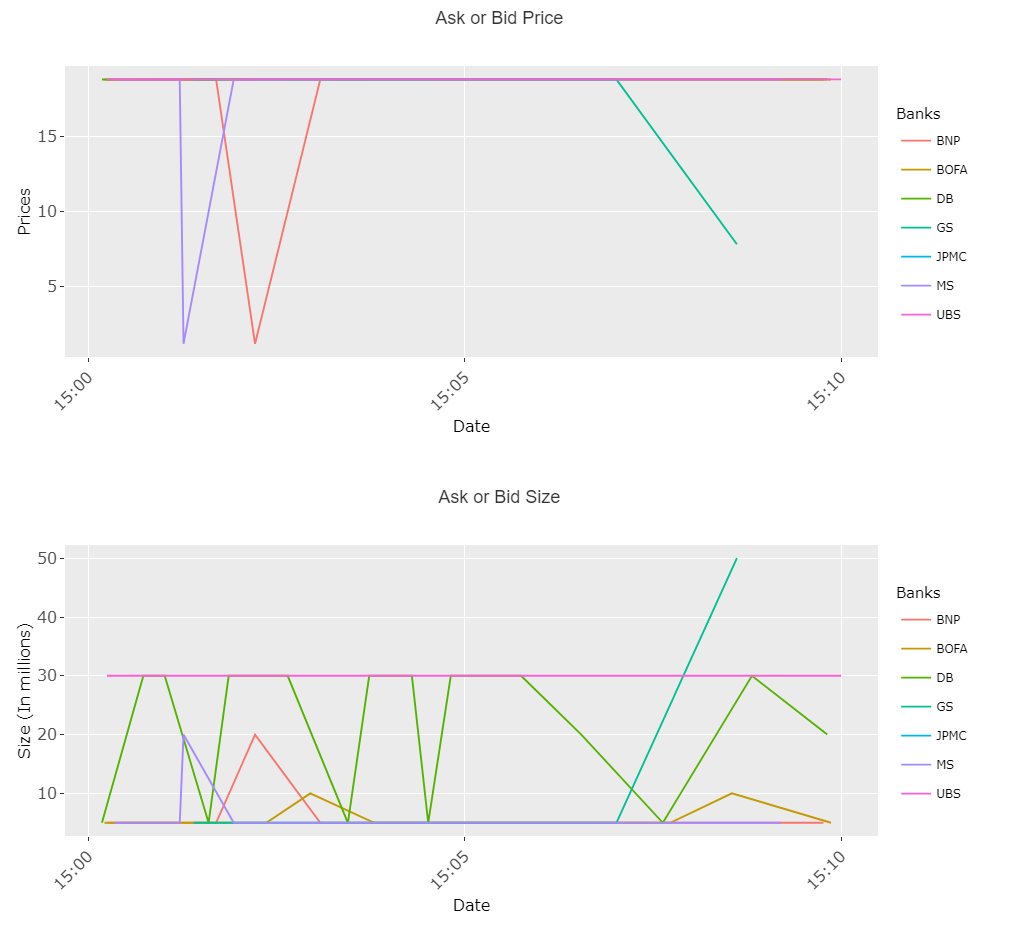 Ask or Bid Price
Prices
15
10
5
15:00
15:05
15:10
Date
Banks
BNP
BOFA
DB
GS
JPMC
MS
UBS
Ask or Bid Size
Size (In millions)
50
40
30
20
10
15:00
15:05
15:10
Date
Banks
BNP
BOFA
DB
GS
JPMC
MS
UBS